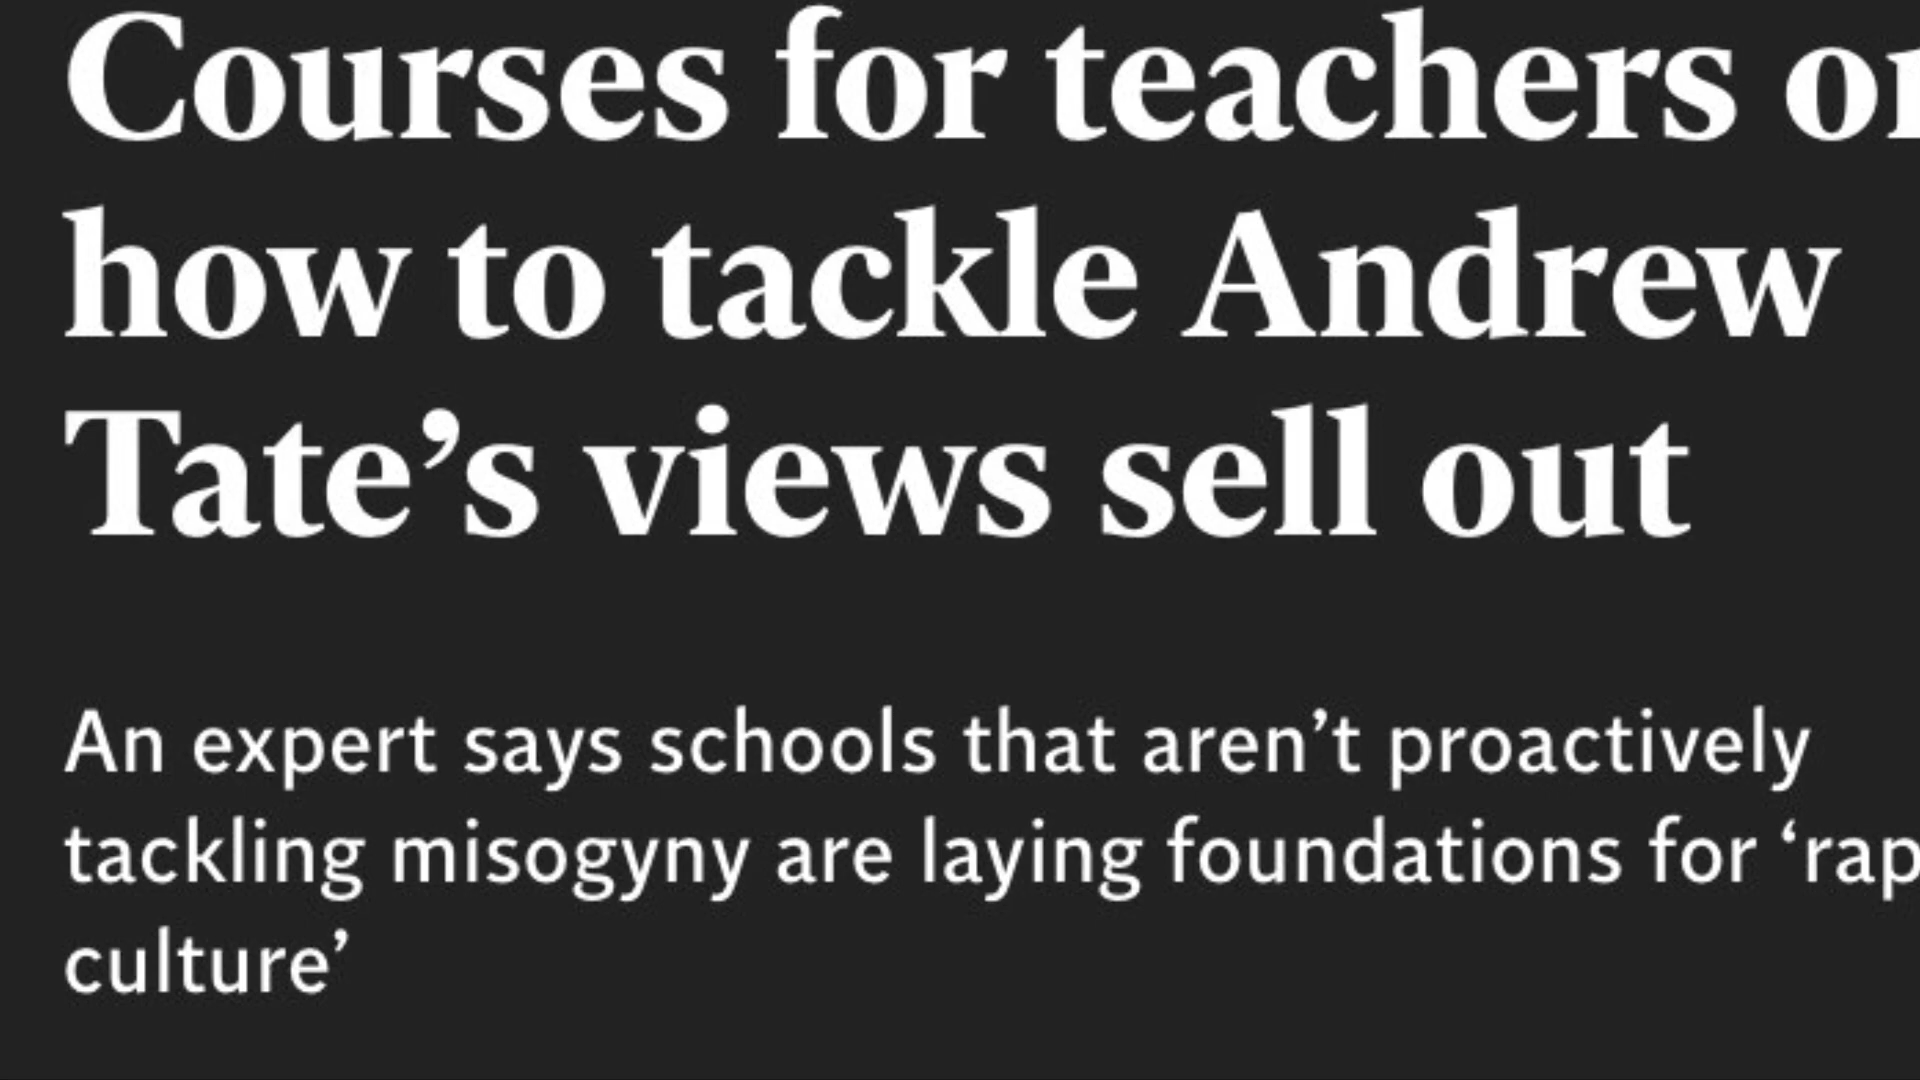 Courses for teachers on
how to tackle Andrew
Tate’s views sell out
An expert says schools that aren’t proactively
tackling misogyny are laying foundations for ‘rap
culture’